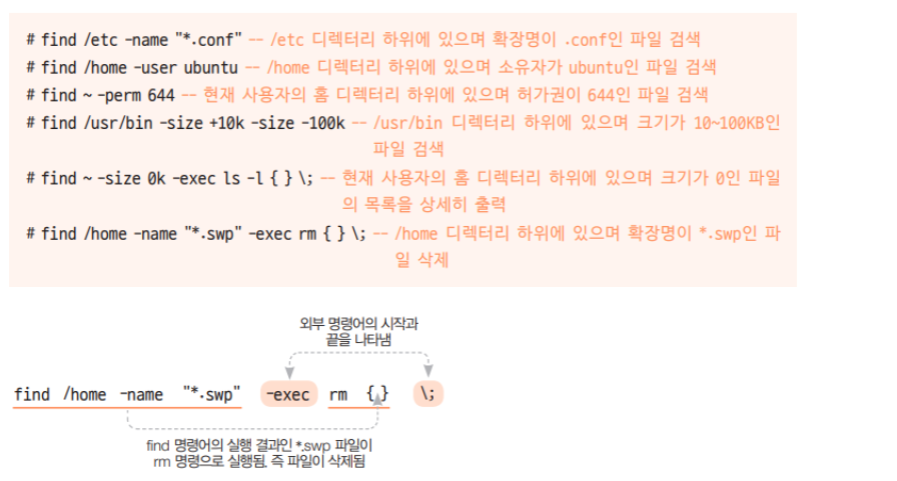 # find /etc -name "*.conf" -- /etc 디렉터리 하위에 있으며 확장명이 .conf인 파일 검색
# find /home -user ubuntu -- /home 디렉터리 하위에 있으며 소유자가 ubuntu인 파일 검색
# find ~ -perm 644 -- 현재 사용자의 홈 디렉터리 하위에 있으며 허가권이 644인 파일 검색
# find /usr/bin -size +10k -size -100k -- /usr/bin 디렉터리 하위에 있으며 크기가 10~100KB인
파일 검색
# find ~ -size 0k -exec ls -l { } \; -- 현재 사용자의 홈 디렉터리 하위에 있으며 크기가 0인 파일
의 목록을 상세히 출력
# find /home -name "*.swp" -exec rm { } \; -- /home 디렉터리 하위에 있으며 확장명이 *.swp인 파
일 삭제
외부 명령어의 시작과
끝을 나타냄
find /home -name "*.swp" -exec rm { } \;
find 명령어의 실행 결과인 *.swp 파일이
rm 명령으로 실행됨. 즉 파일이 삭제됨